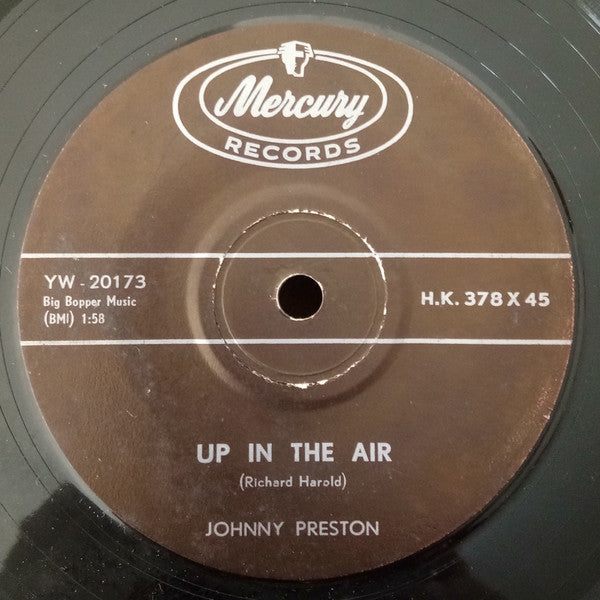 Mercury
RECORDS
YW - 20173
Big Bopper Music
(BMI) 1:58
H.K. 378 X 45
UP IN THE AIR
(Richard Harold)
JOHNNY PRESTON